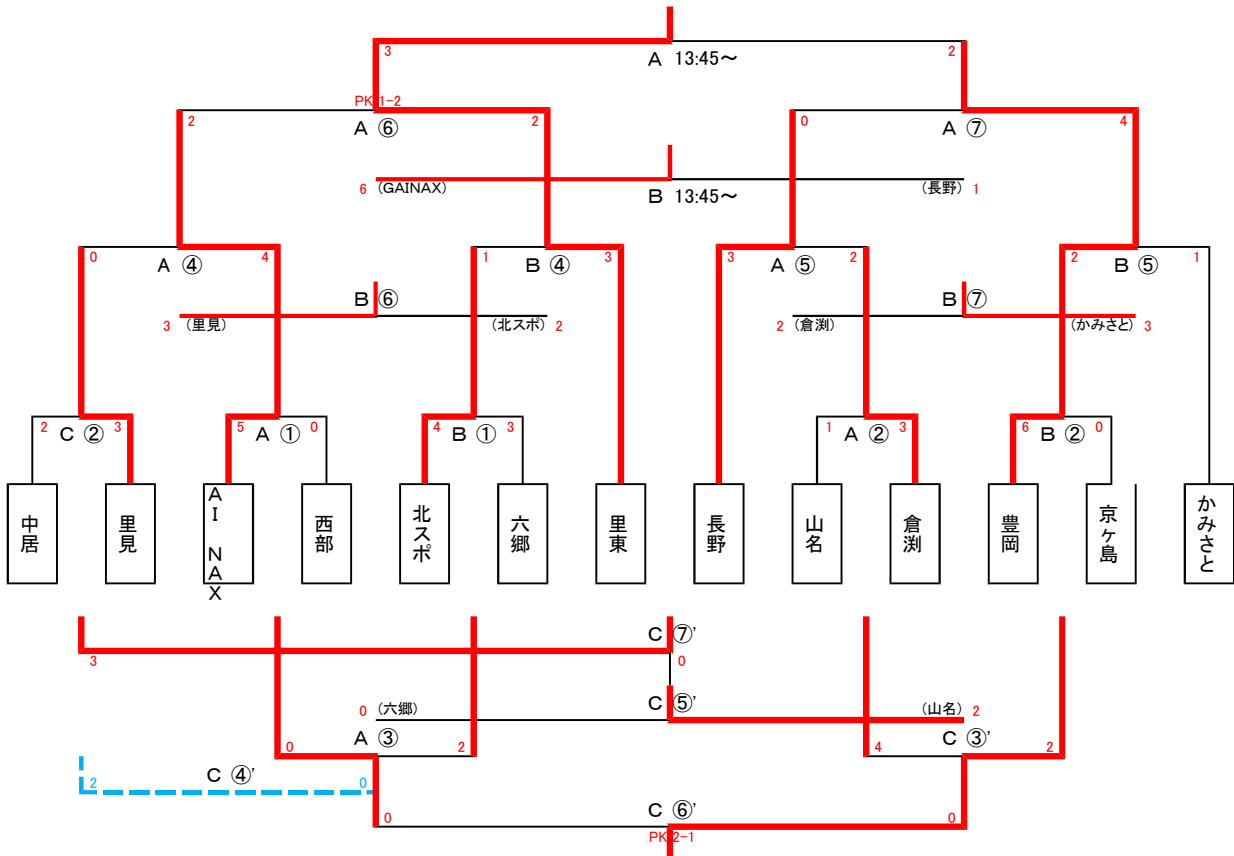 3
2
A 13:45～
PK 1-2
2
A ⑥
2
0
A ⑦
4
6 (GAINAX)
B 13:45～
(長野) 1
0
A ④
4
1
B ④
3
3
A ⑤
2
2
B ⑤
1
B ⑥
3 (里見)
(北スポ) 2
B ⑦
2 (倉渕)
(かみさと) 3
2
C ②
3
5
A ①
0
4
B ①
3
1
A ②
3
6
B ②
0
中居
里見
AI NAX
西部
北スポ
六郷
里東
長野
山名
倉渕
豊岡
京ヶ島
かみさと
C ⑦'
3
0
0 (六郷)
C ⑤'
(山名) 2
A ③
0
2
4
C ③'
2
C ④'
2
0
0
C ⑥'
0
PK 2-1